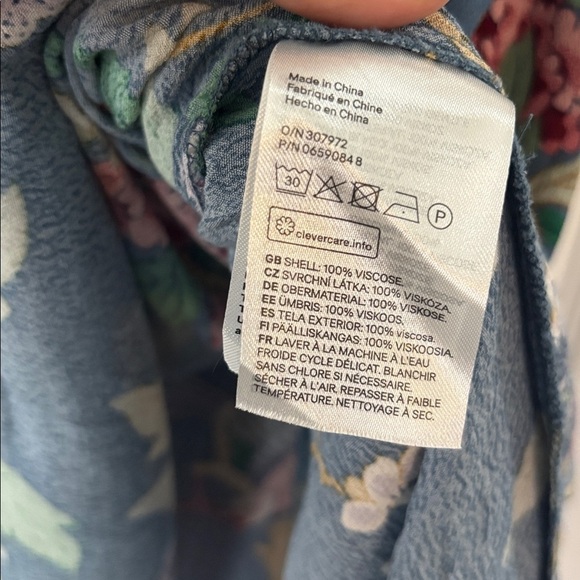 Made in China
Fabriqué en Chine
Hecho en China
O/N 307972
P/N 0659084 8
30
P
clevercare.info
GB SHELL: 100% VISCOSE.
CZ SVRCHNÍ LÁTKA: 100% VISKÓZA.
DE OBERMATERIAL: 100% VISKOSE.
EE ÜMBRIS: 100% VISKOOS.
ES TELA EXTERIOR: 100% viscosa.
FI PÄÄLLISKANGAS: 100% VISKOOSIA.
FR LAVER À LA MACHINE À L'EAU
FROIDE CYCLE DÉLICAT. BLANCHIR
SANS CHLORE SI NÉCESSAIRE.
SÉCHER À L'AIR. REPASSER À FAIBLE
TEMPÉRATURE. NETTOYAGE À SEC.